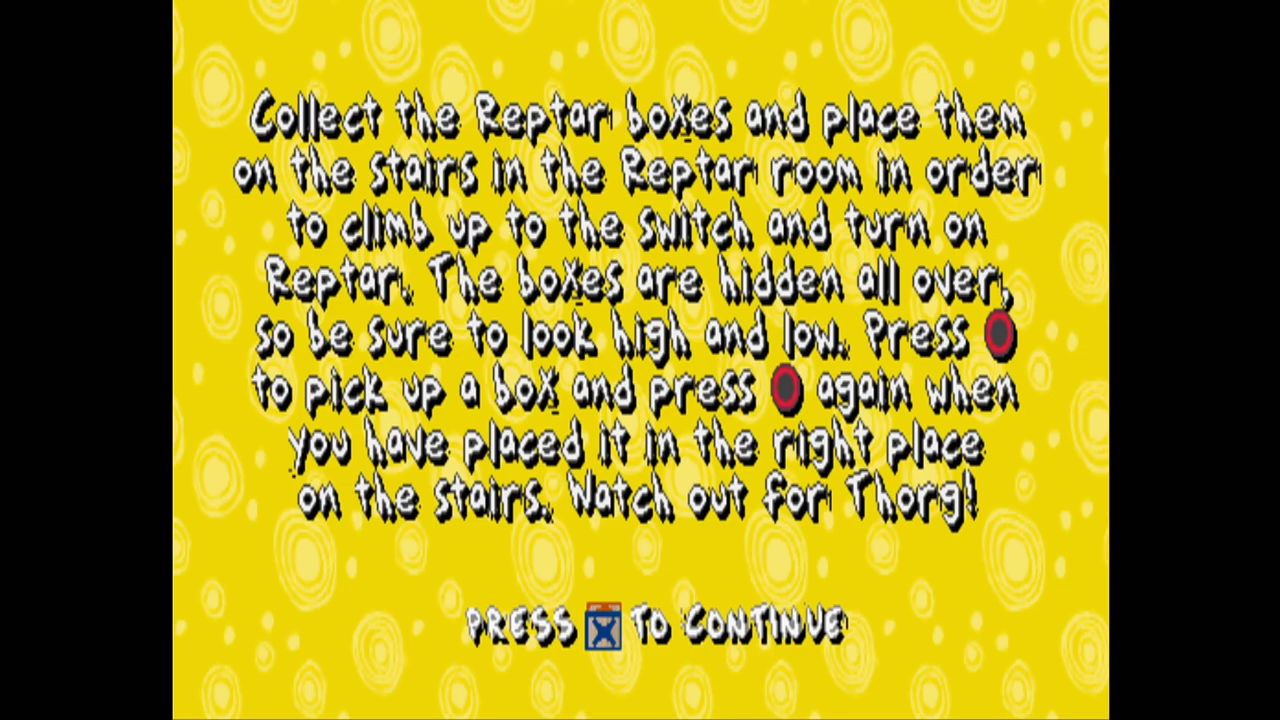 Collect the Reptar boxes and place them
on the stairs in the Reptar room in order
to climb up to the switch and turn on
Reptar. The boxes are hidden all over,
so be sure to look high and low. Press
to pick up a box and press again when
you have placed it in the right place
on the stairs. Watch out for Thorg!
PRESS X TO CONTINUE